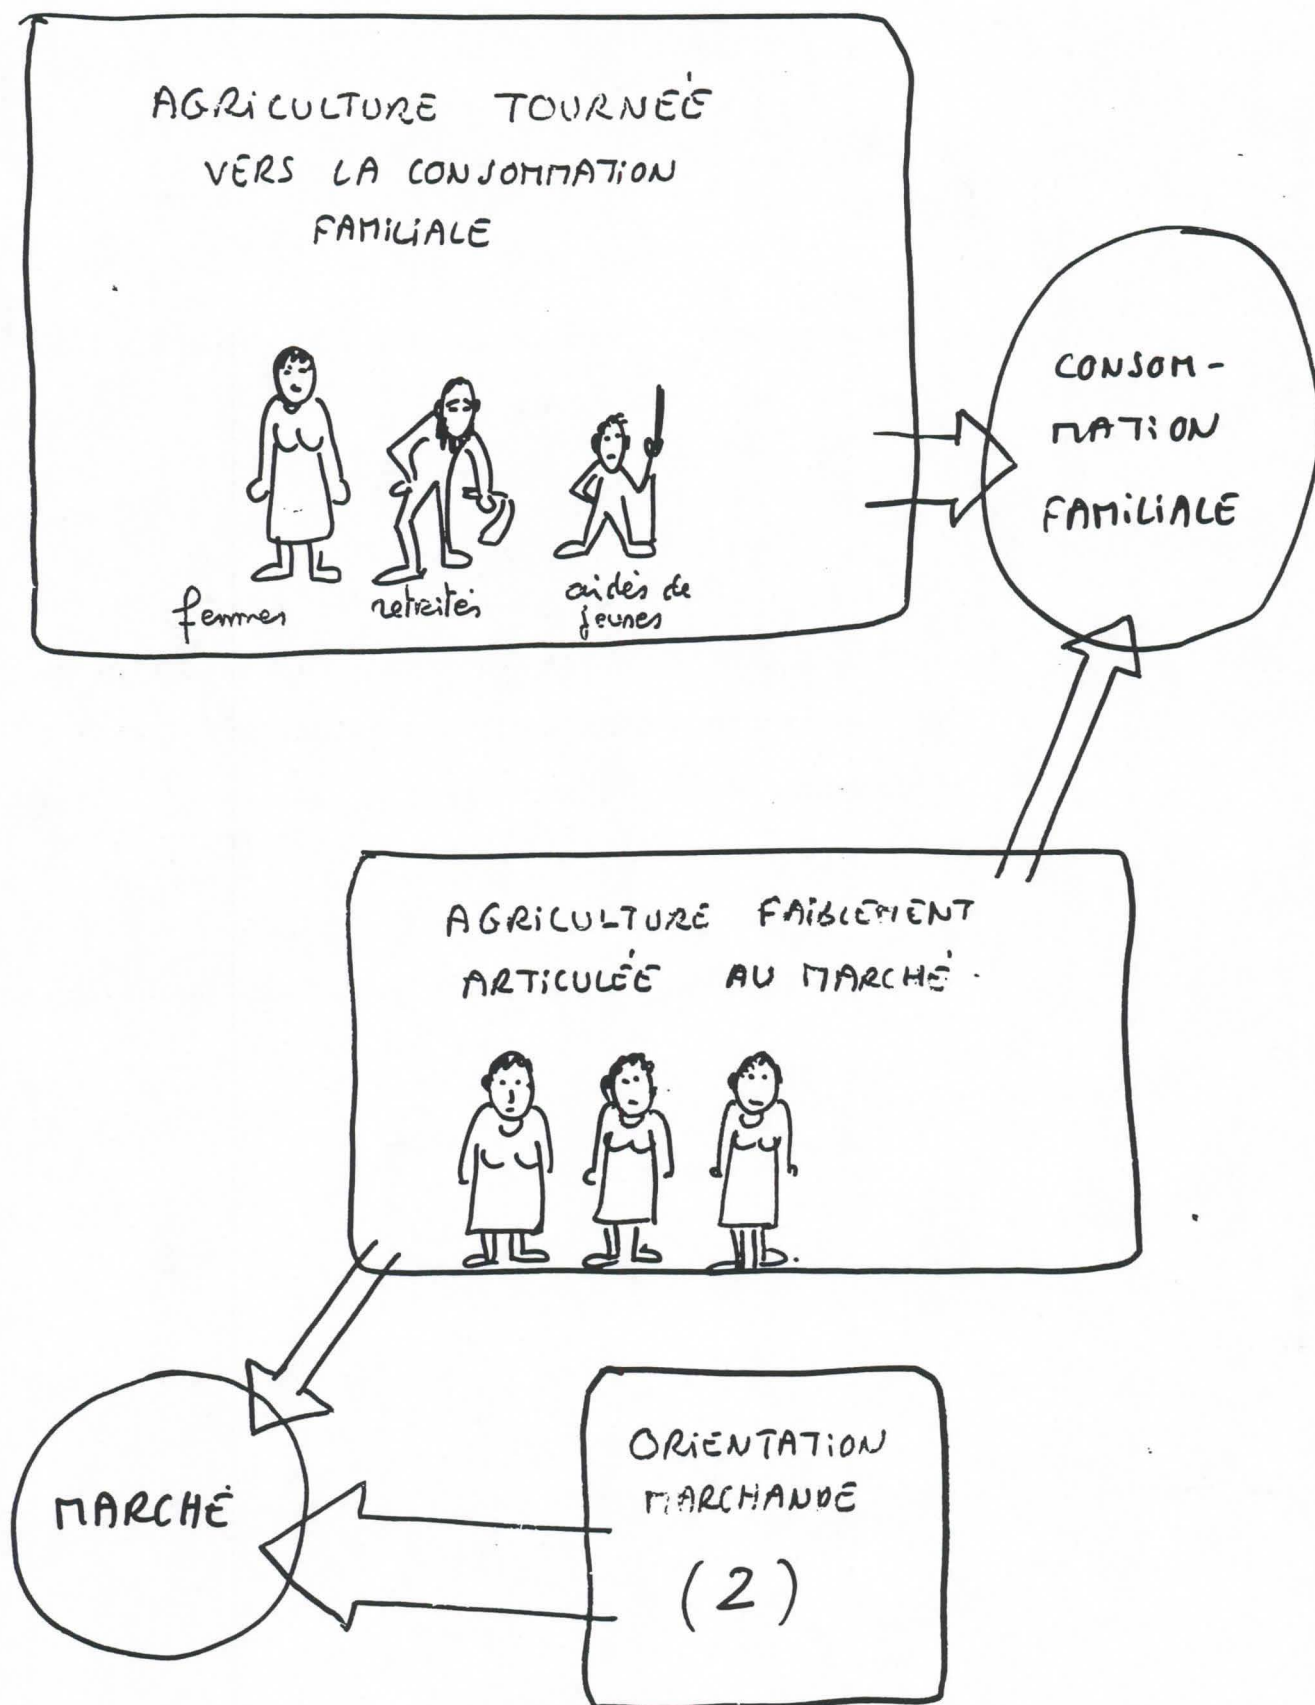 AGRICULTURE TOURNÉE
VERS LA CONSOMMATION
FAMILIALE
CONSOM-
MATION
FAMILIALE
femmes
retraités
aidés de
jeunes
AGRICULTURE FAIBLEMENT
ARTICULÉE AU MARCHÉ.
MARCHÉ
ORIENTATION
MARCHANDE
(2)